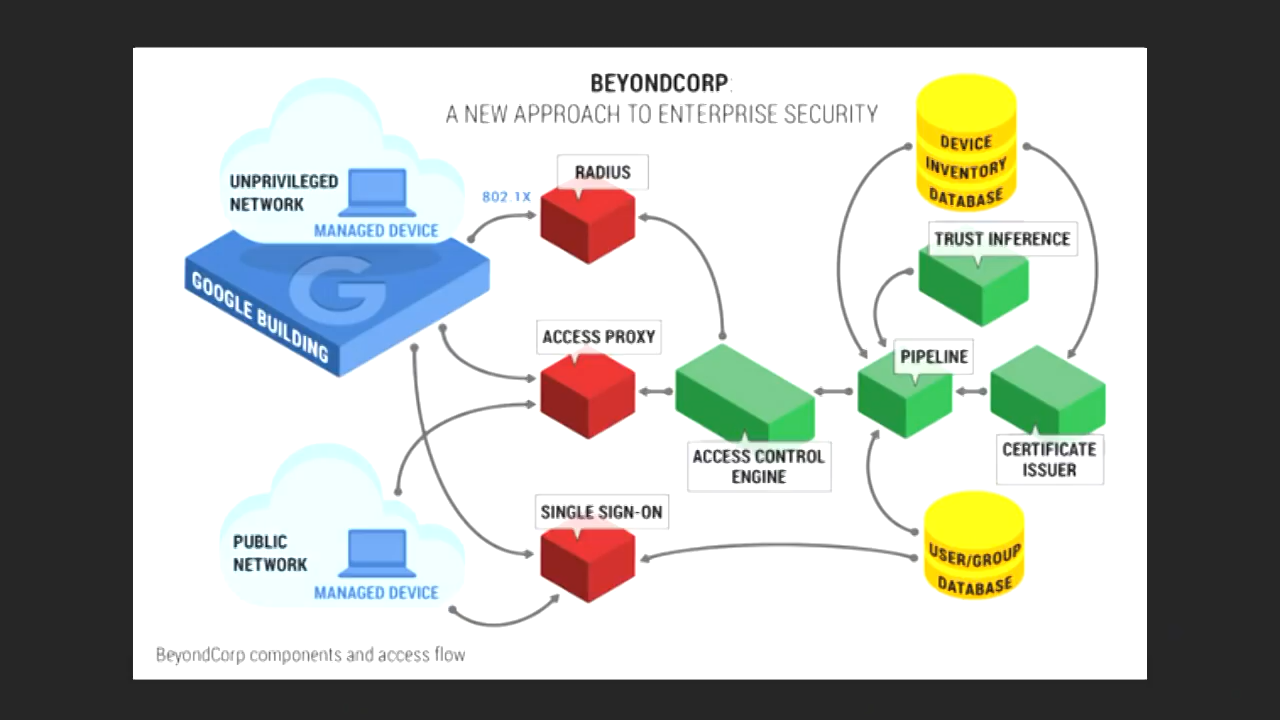 BEYONDCORP:
A NEW APPROACH TO ENTERPRISE SECURITY
UNPRIVILEGED
NETWORK
MANAGED DEVICE
G
GOOGLE BUILDING
802.1X
RADIUS
DEVICE
INVENTORY
DATABASE
TRUST INFERENCE
ACCESS PROXY
PIPELINE
ACCESS CONTROL
ENGINE
CERTIFICATE
ISSUER
SINGLE SIGN-ON
PUBLIC
NETWORK
MANAGED DEVICE
USER/GROUP
DATABASE
BeyondCorp components and access flow